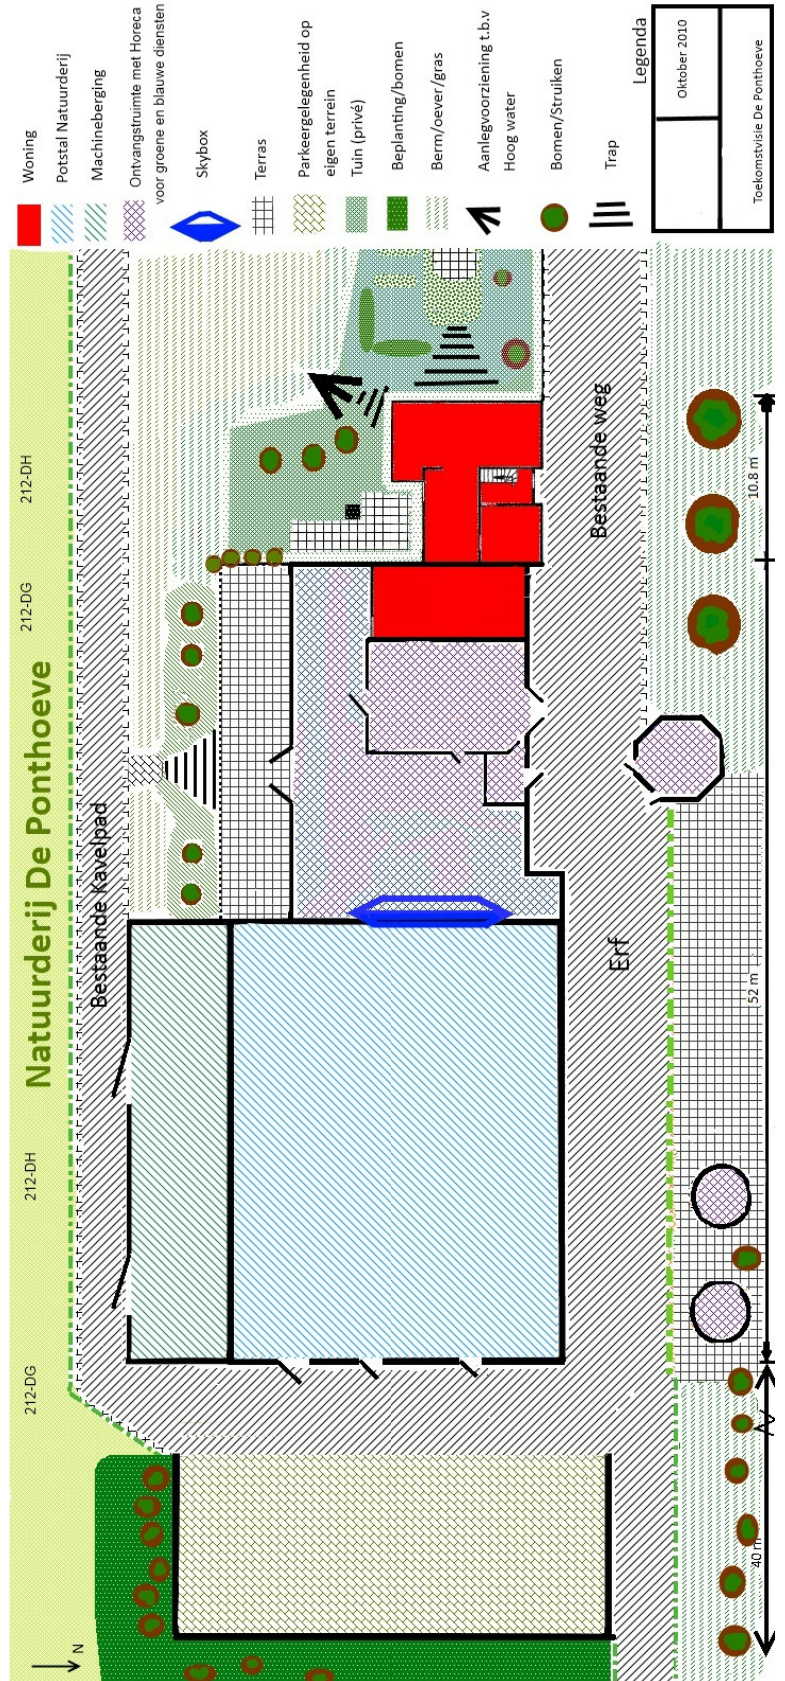 Natuurderij De Ponthoeve
212-DG
212-DH
212-DG
212-DH
Bestaande Kavelpad
Bestaande weg
Erf
10.8 m
52 m
40 m
N
Woning
Potstal Natuurderij
Machineberging
Ontvangstruimte met Horeca
voor groene en blauwe diensten
Skybox
Terras
Parkeergelegenheid op
eigen terrein
Tuin (privé)
Beplanting/bomen
Berm/oever/gras
Aanlegvoorziening t.b.v
Hoog water
Bomen/Struiken
Trap
Legenda
Oktober 2010
Toekomstvisie De Ponthoeve